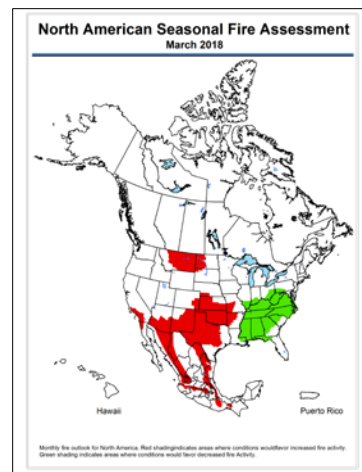 North American Seasonal Fire Assessment
March 2018
Hawaii
Puerto Rico
Monthly fire outlook for North America. Red shadingindicates areas where conditions wouldfavor increased fire activity.
Green shading indicates areas where conditions would favor decreased fire Activity.